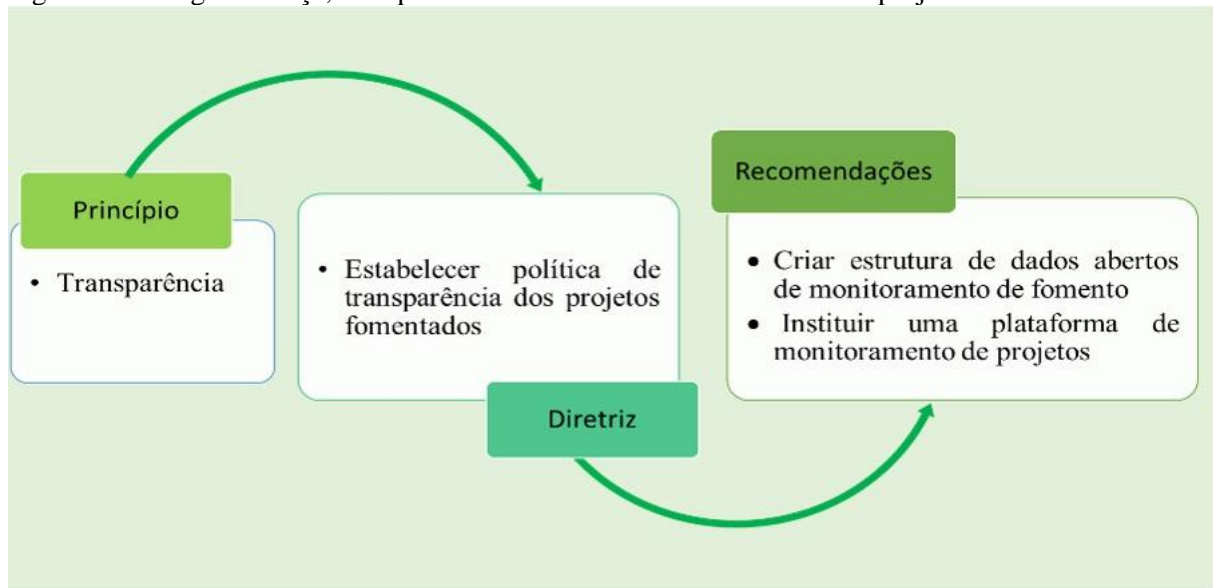 Princípio
• Transparência
• Estabelecer política de
transparência dos projetos
fomentados
Diretriz
Recomendações
• Criar estrutura de dados abertos
de monitoramento de fomento
• Instituir uma plataforma de
monitoramento de projetos